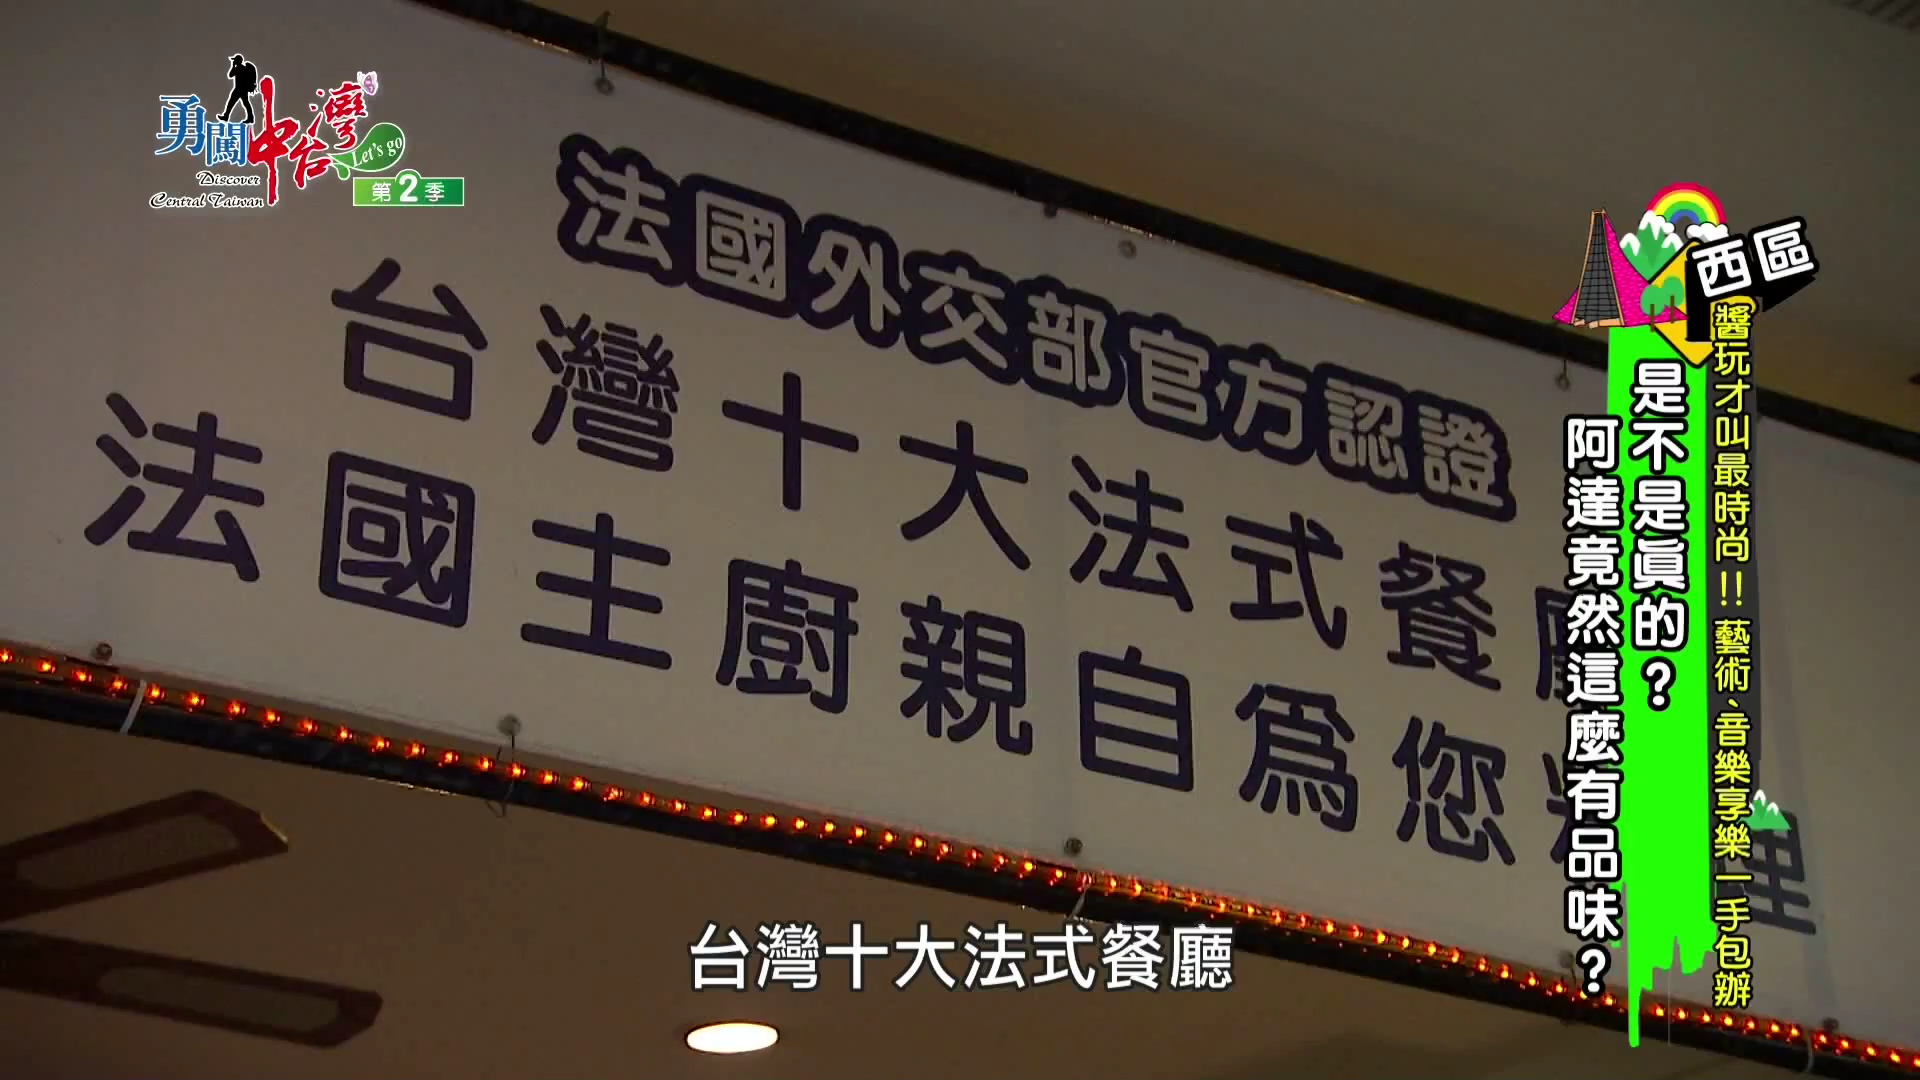 勇闖中台灣
Let's go
Discover
Central Taiwan
第2季
法國外交部官方認證
台灣十大法式餐廳
法國主廚親自為您料理
西區
醬玩才叫最時尚!! 藝術、音樂享樂一手包辦
是不是真的？
阿達竟然這麼有品味？
台灣十大法式餐廳